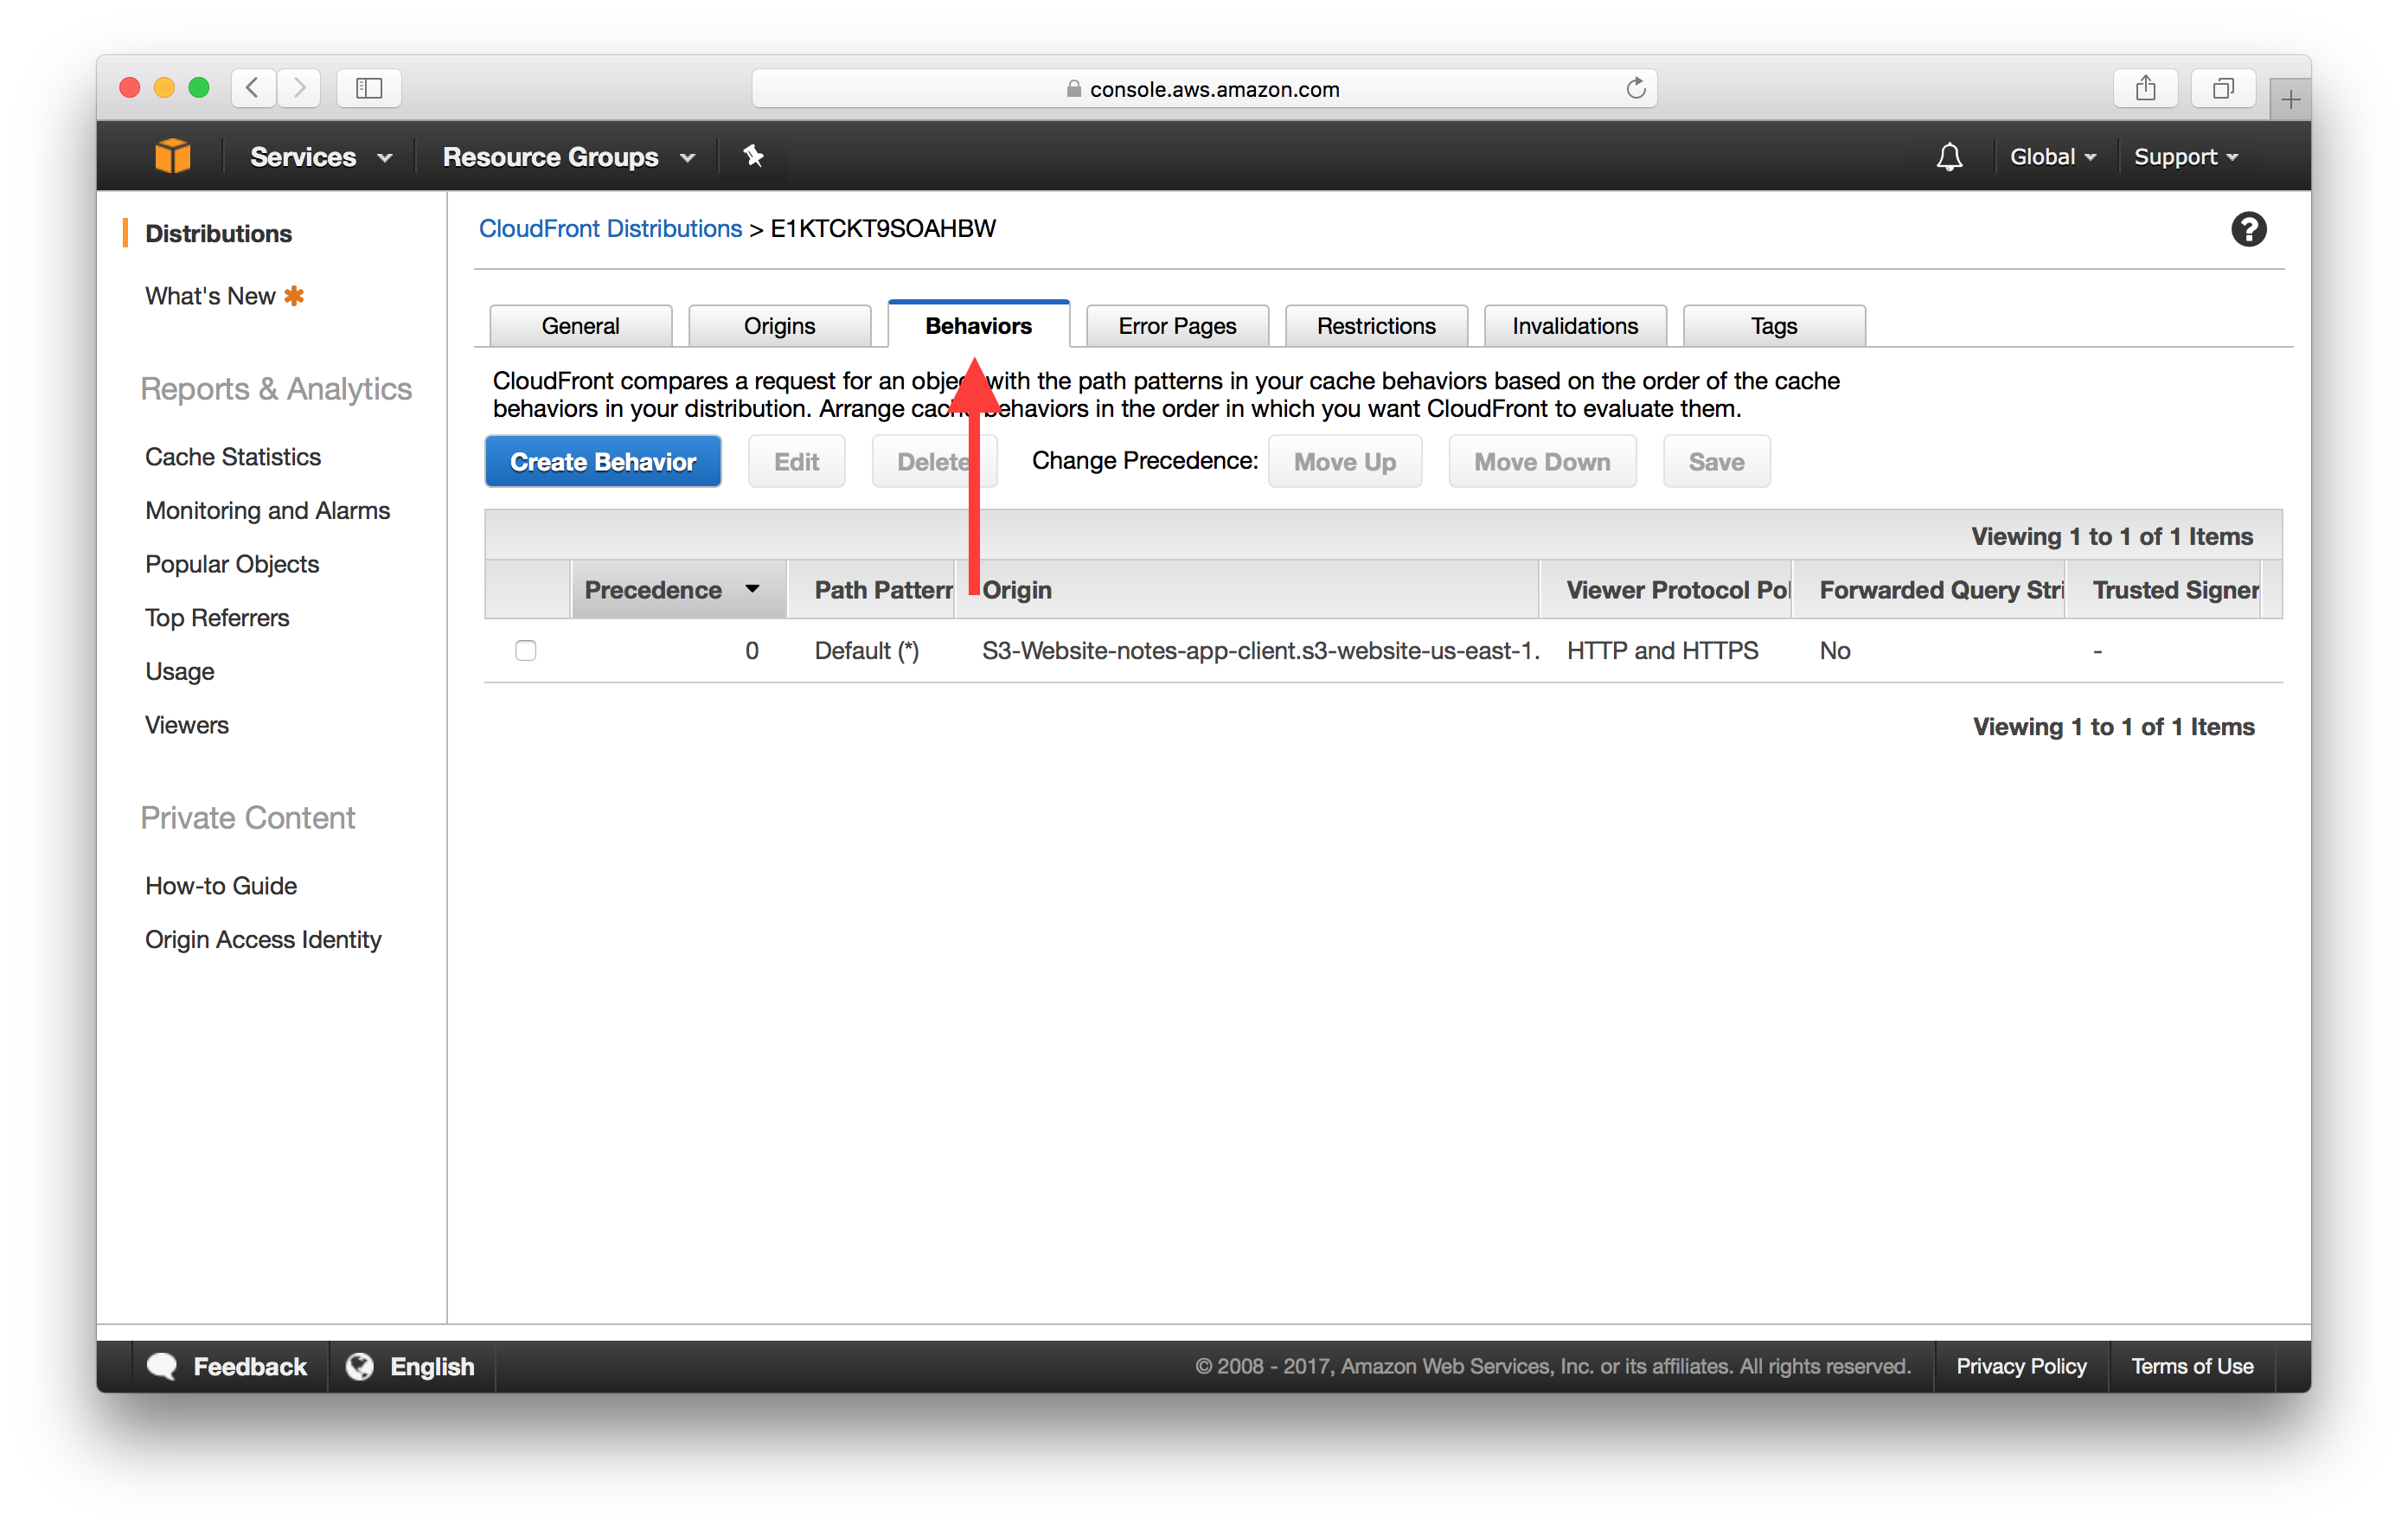 console.aws.amazon.com
Services Resource Groups Global Support
Distributions
What's New
Reports & Analytics
Cache Statistics
Monitoring and Alarms
Popular Objects
Top Referrers
Usage
Viewers
Private Content
How-to Guide
Origin Access Identity
CloudFront Distributions > E1KTCKT9SOAHBW
General Origins Behaviors Error Pages Restrictions Invalidations Tags
CloudFront compares a request for an object with the path patterns in your cache behaviors based on the order of the cache
behaviors in your distribution. Arrange cache behaviors in the order in which you want CloudFront to evaluate them.
Create Behavior Edit Delete Change Precedence: Move Up Move Down Save
Viewing 1 to 1 of 1 Items
Precedence Path Pattern Origin Viewer Protocol Pol Forwarded Query Stri Trusted Signer
0 Default (*) S3-Website-notes-app-client.s3-website-us-east-1. HTTP and HTTPS No -
Viewing 1 to 1 of 1 Items
Feedback English © 2008 - 2017, Amazon Web Services, Inc. or its affiliates. All rights reserved. Privacy Policy Terms of Use